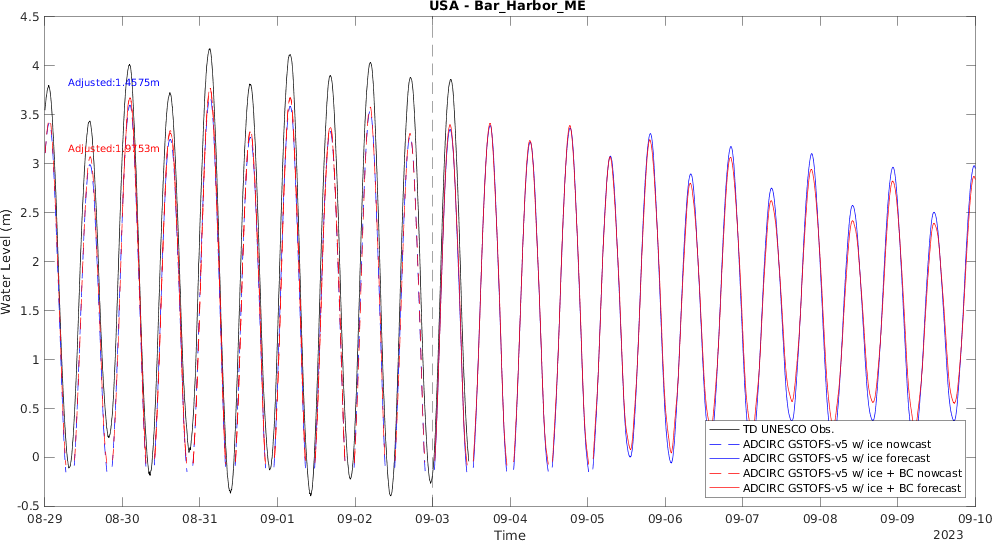 USA - Bar_Harbor_ME
4.5
4
3.5
3
2.5
2
1.5
1
0.5
0
-0.5
Water Level (m)
Adjusted:1.4575m
Adjusted:1.9753m
TD UNESCO Obs.
ADCIRC GSTOFS-v5 w/ ice nowcast
ADCIRC GSTOFS-v5 w/ ice forecast
ADCIRC GSTOFS-v5 w/ ice + BC nowcast
ADCIRC GSTOFS-v5 w/ ice + BC forecast
08-29 08-30 08-31 09-01 09-02 09-03 09-04 09-05 09-06 09-07 09-08 09-09 09-10
Time
2023